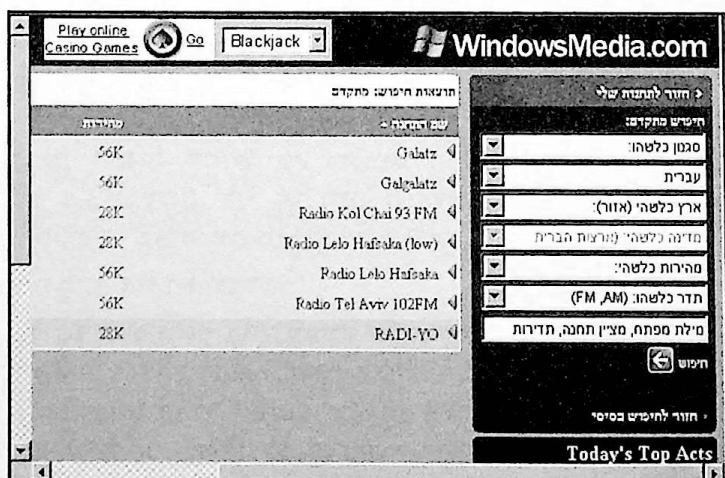 Play online
Casino Games
Go
Blackjack
WindowsMedia.com
תוצאות חיפוש: מתקדם
שם התחנה
מהירות
Galatz 56K
Galgalatz 56K
Radio Kol Chai 93 FM 28K
Radio Lelo Hafsaka (low) 28K
Radio Lelo Hafsaka 56K
Radio Tel Aviv 102FM 56K
RADI-YO 28K
חזור לתחנות שלי
חיפוש מתקדם:
סגנון כלשהו:
עברית
ארץ כלשהי (אזור):
מדינה כלשהי (ארצות הברית
מהירות כלשהי:
תדר כלשהו: (FM ,AM)
מילת מפתח, מציין תחנה, תדירות
חיפוש
חזור לחיפוש בסיסי
Today's Top Acts